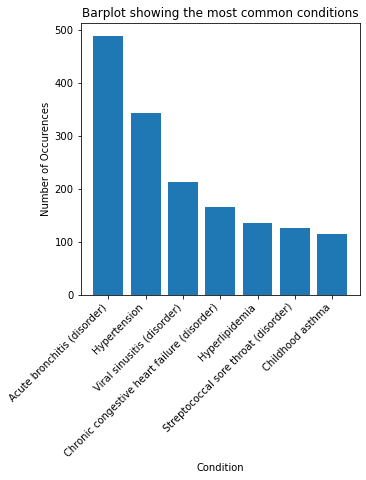 Barplot showing the most common conditions
Number of Occurences
500
400
300
200
100
0
Acute bronchitis (disorder)
Hypertension
Viral sinusitis (disorder)
Chronic congestive heart failure (disorder)
Hyperlipidemia
Streptococcal sore throat (disorder)
Childhood asthma
Condition